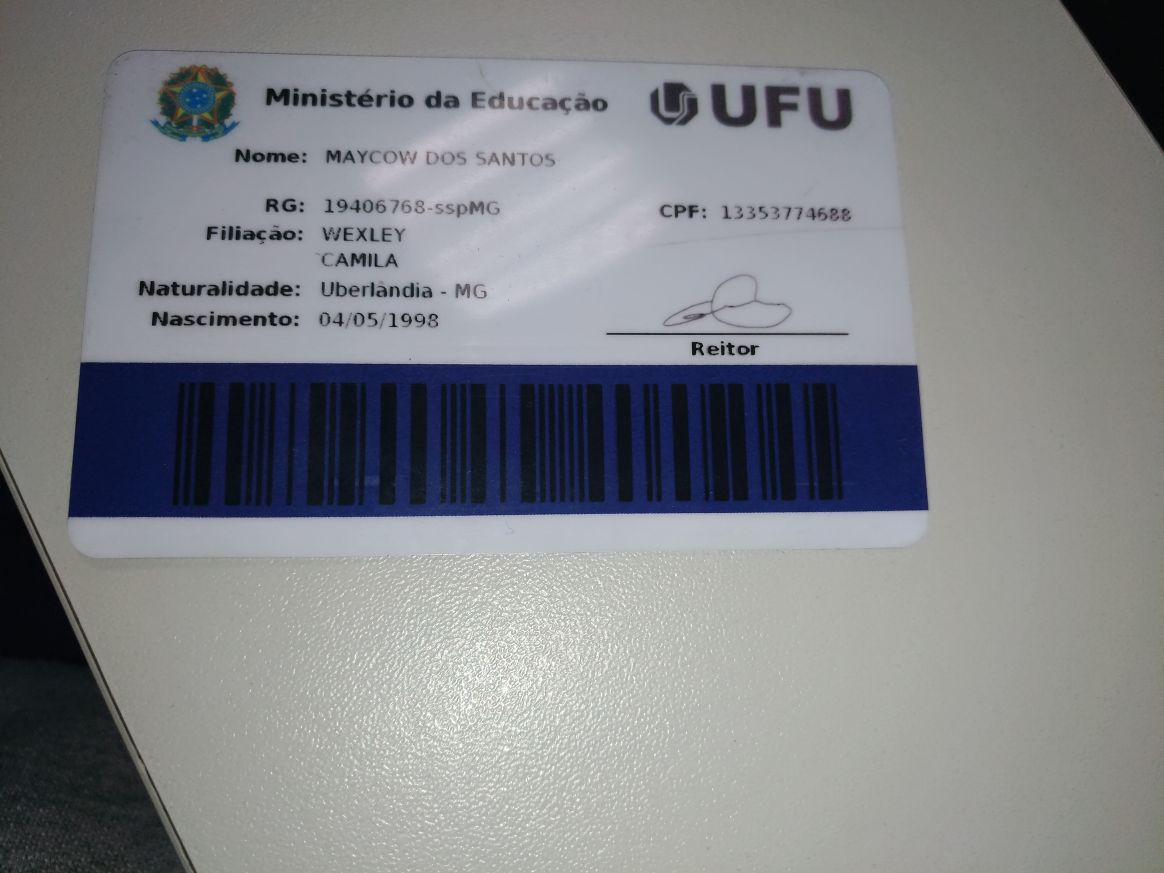 Ministério da Educação
UFU
Nome: MAYCOW DOS SANTOS
RG: 19406768-sspMG
CPF: 13353774688
Filiação: WEXLEY
CAMILA
Naturalidade: Uberlândia - MG
Nascimento: 04/05/1998
Reitor